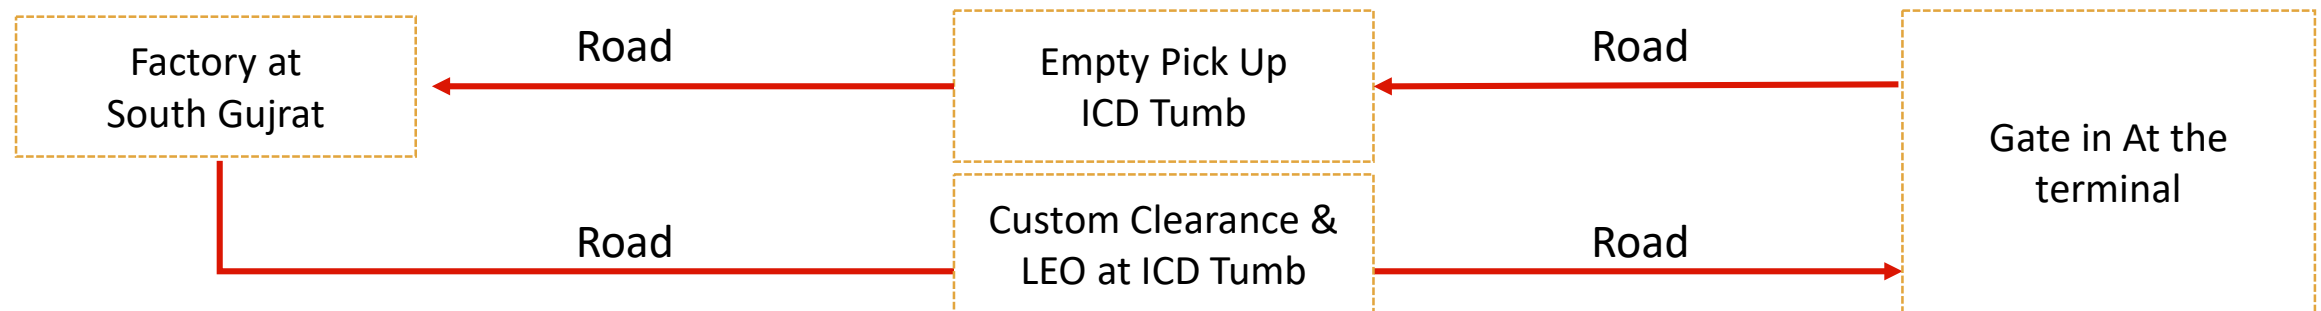 Factory at
South Gujrat
Road
Empty Pick Up
ICD Tumb
Road
Gate in At the
terminal
Road
Custom Clearance &
LEO at ICD Tumb
Road